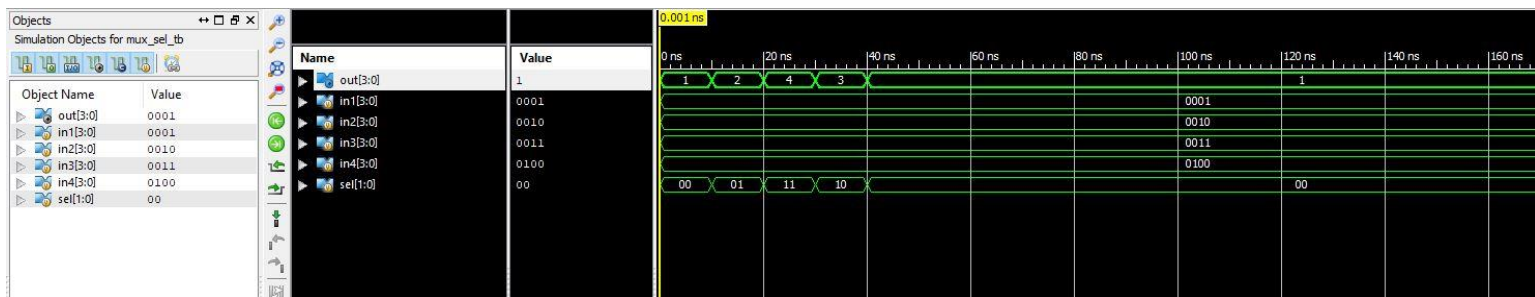 Objects
Simulation Objects for mux_sel_tb
Object Name Value
out[3:0] 0001
in1[3:0] 0001
in2[3:0] 0010
in3[3:0] 0011
in4[3:0] 0100
sel[1:0] 00
Name Value
out[3:0] 1
in1[3:0] 0001
in2[3:0] 0010
in3[3:0] 0011
in4[3:0] 0100
sel[1:0] 00
0.001 ns
0 ns 20 ns 40 ns 60 ns 80 ns 100 ns 120 ns 140 ns 160 ns
1 2 4 3 1
0001
0010
0011
0100
00 01 11 10 00